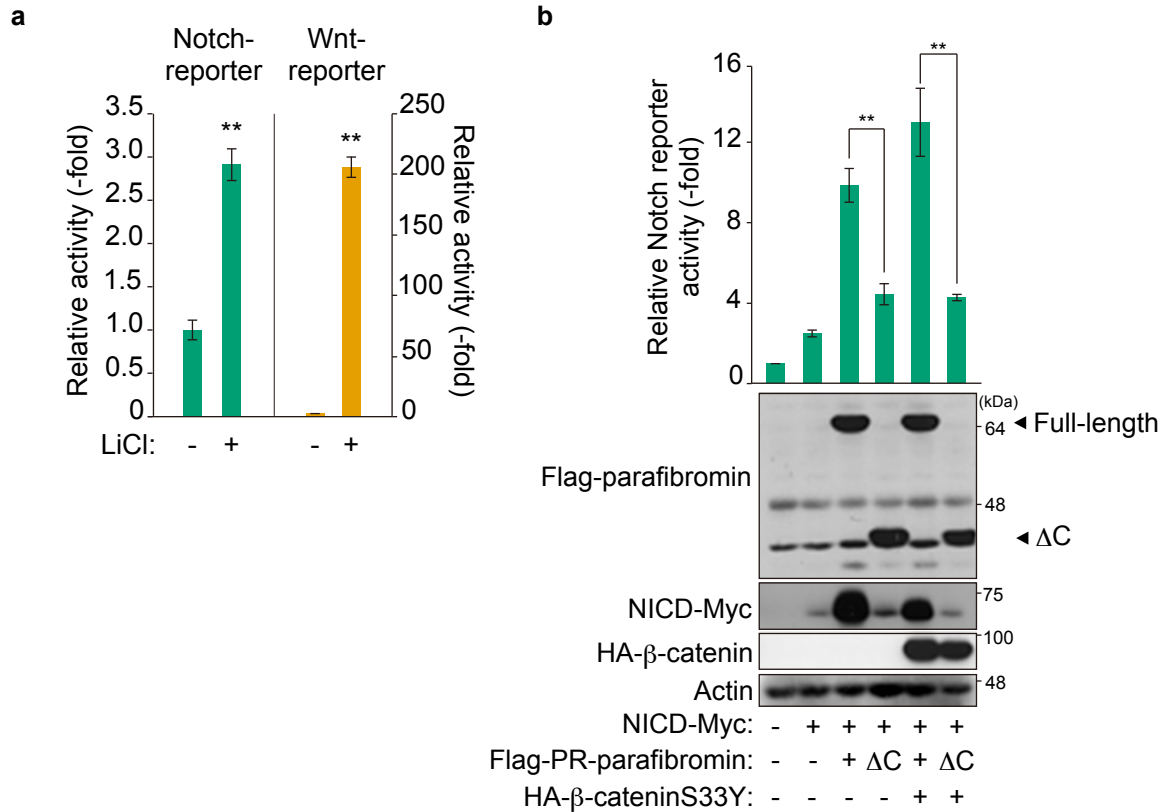 a
Notch-
reporter
Wnt-
reporter
Relative activity (-fold)
3.5
3.0
2.5
2.0
1.5
1.0
0.5
0
**
**
250
200
150
100
50
0
Relative activity (-fold)
LiCl: - + - +
b
Relative Notch reporter
activity (-fold)
16
12
8
4
0
**
**
(kDa)
Flag-parafibromin
64
Full-length
48
ΔC
NICD-Myc
75
HA-β-catenin
100
Actin
48
NICD-Myc: - + + + + +
Flag-PR-parafibromin: - - + ΔC + ΔC
HA-β-cateninS33Y: - - - - + +